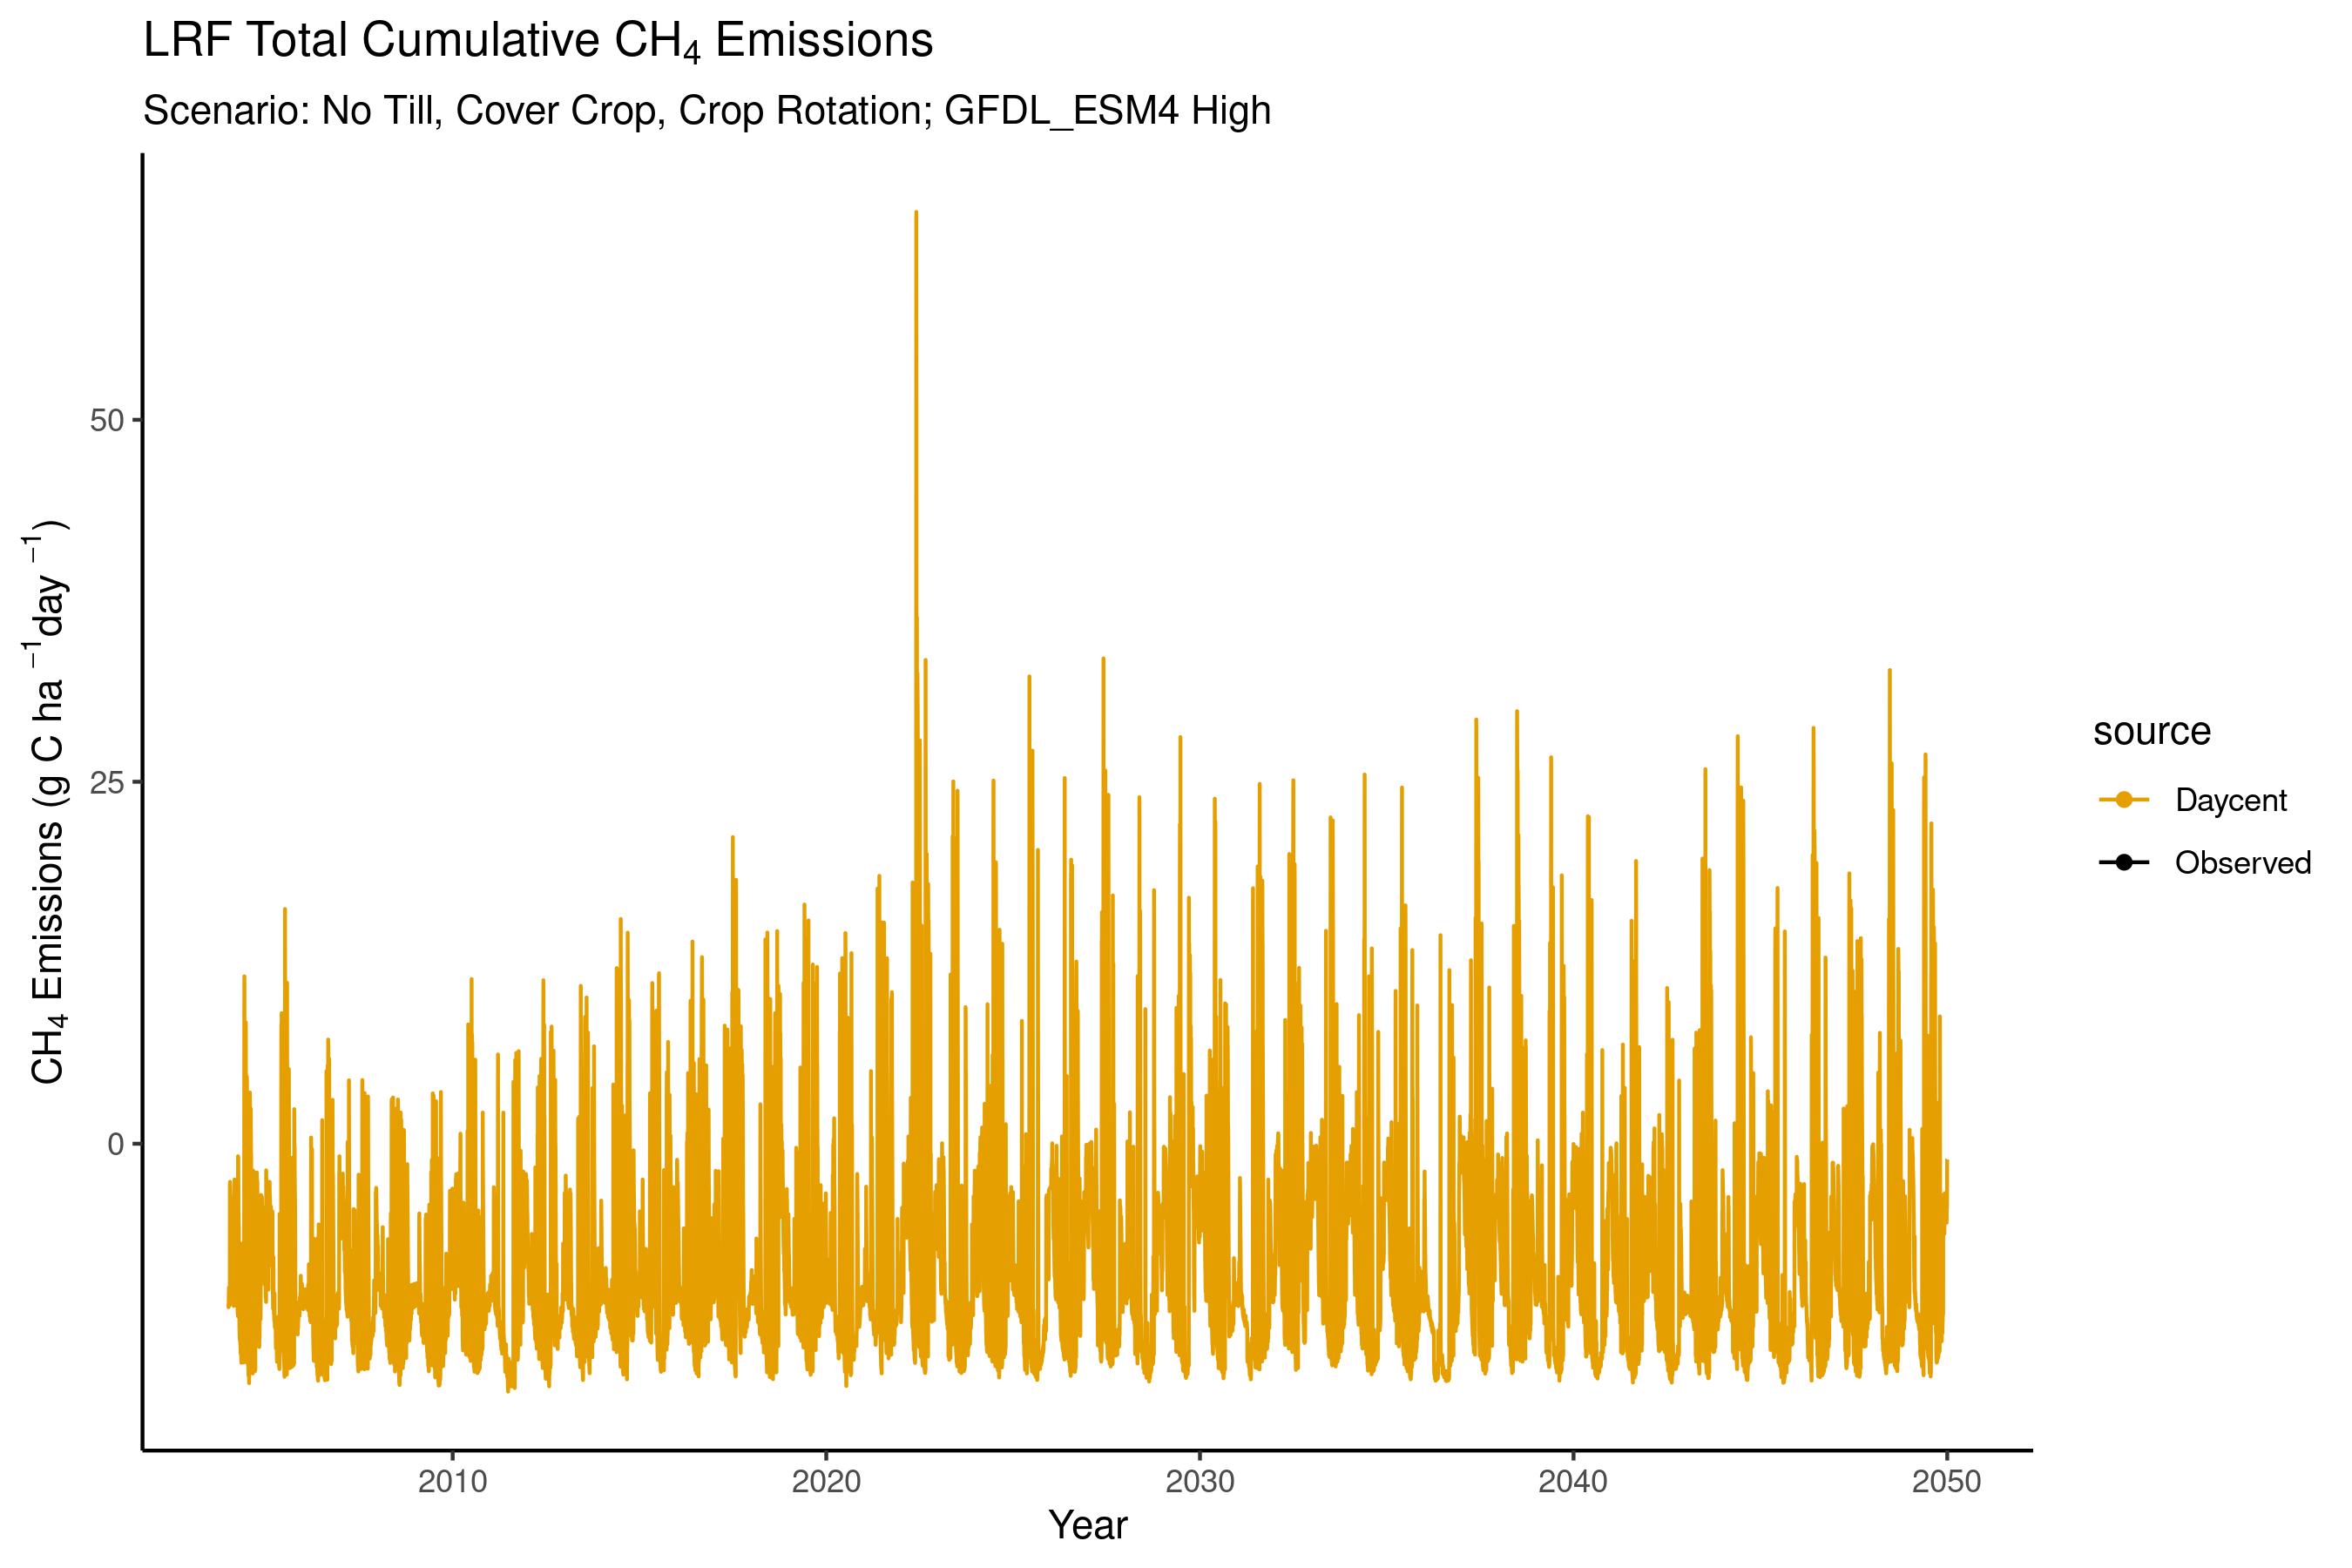 LRF Total Cumulative CH₄ Emissions
Scenario: No Till, Cover Crop, Crop Rotation; GFDL_ESM4 High
CH₄ Emissions (g C ha ⁻¹day ⁻¹)
50
25
0
2010 2020 2030 2040 2050
Year
source
Daycent
Observed